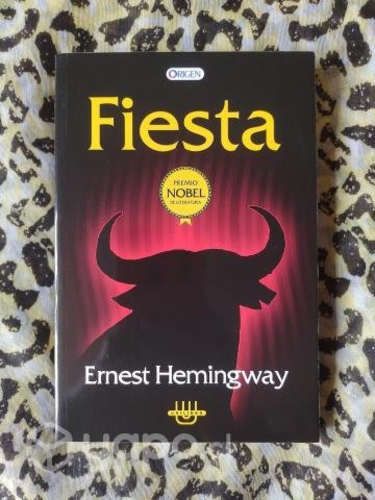 ORIGEN
Fiesta
PREMIO
NOBEL
DE LITERATURA
Ernest Hemingway